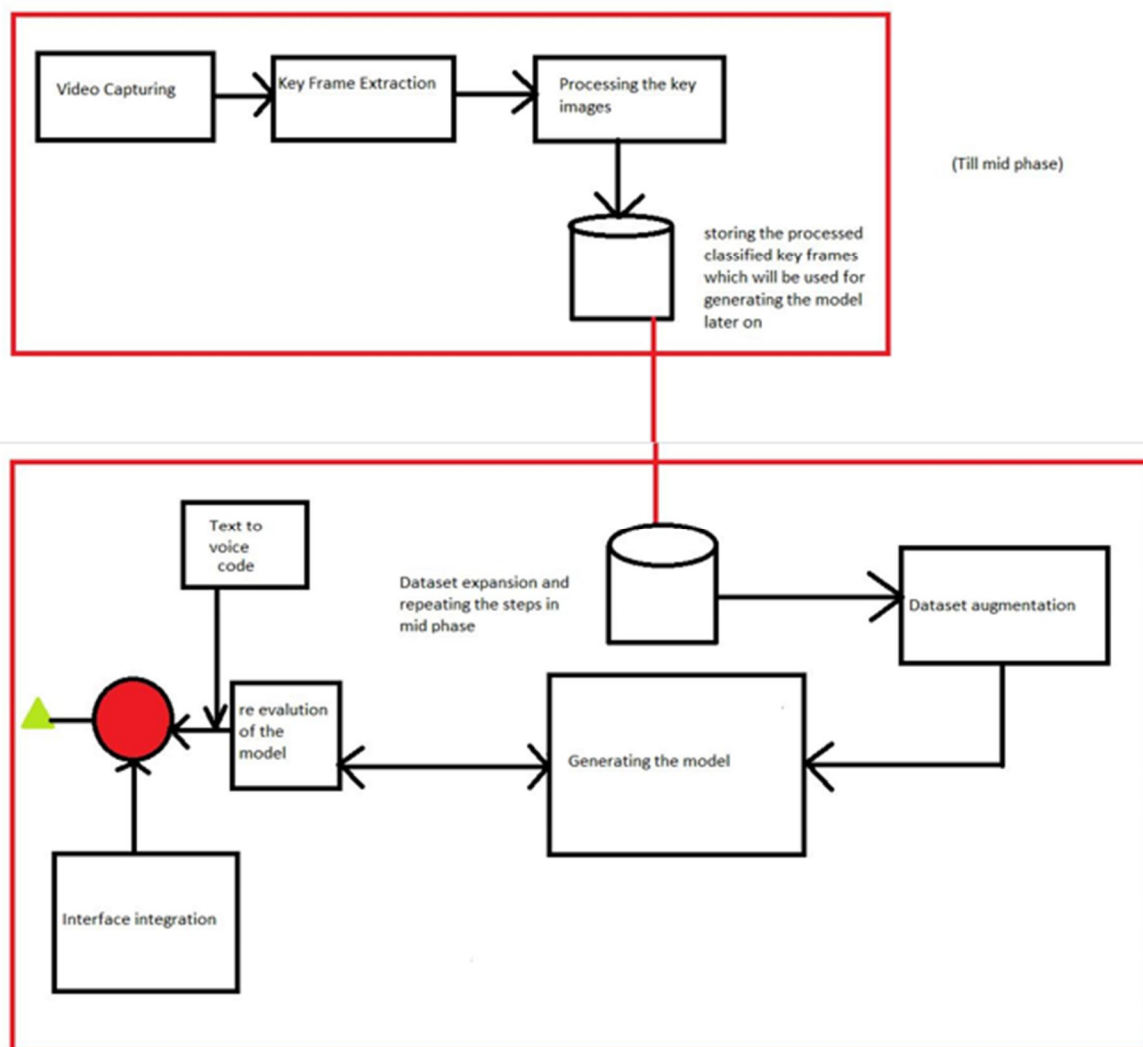 Video Capturing
Key Frame Extraction
Processing the key
images
(Till mid phase)
storing the processed
classified key frames
which will be used for
generating the model
later on
Text to
voice
code
Dataset expansion and
repeating the steps in
mid phase
Dataset augmentation
re evalution
of the
model
Generating the model
Interface integration